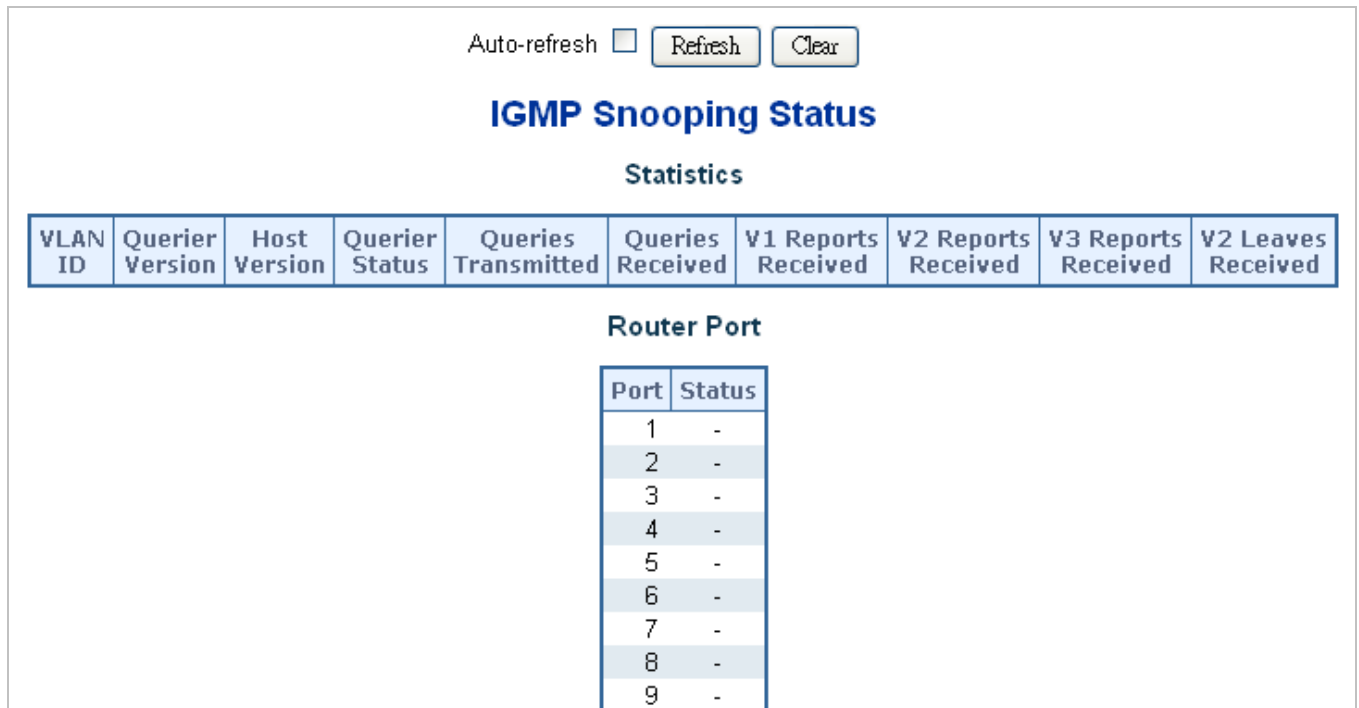 Auto-refresh Refresh Clear
IGMP Snooping Status
Statistics
VLAN ID Querier Version Host Version Querier Status Queries Transmitted Queries Received V1 Reports Received V2 Reports Received V3 Reports Received V2 Leaves Received
Router Port
Port Status
1 -
2 -
3 -
4 -
5 -
6 -
7 -
8 -
9 -